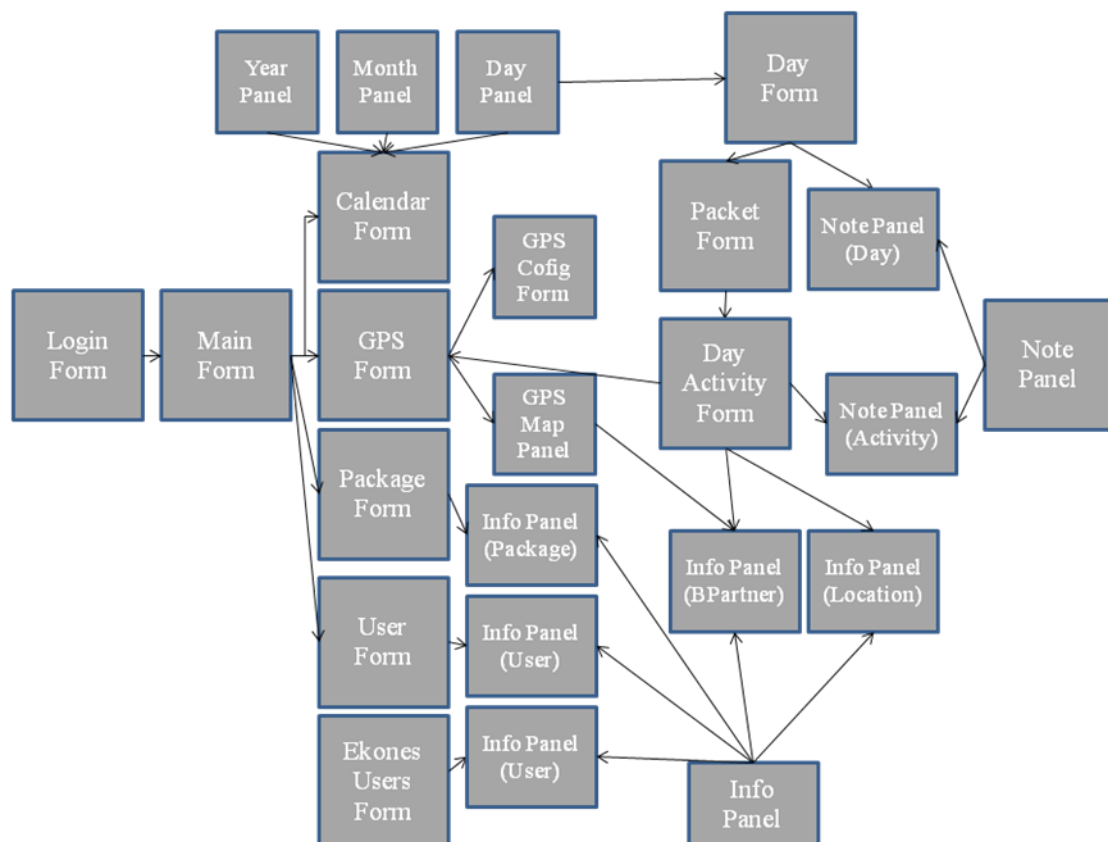 Year
Panel
Month
Panel
Day
Panel
Day
Form
Calendar
Form
Packet
Form
Note Panel
(Day)
GPS
Cofig
Form
Login
Form
Main
Form
GPS
Form
Day
Activity
Form
Note
Panel
GPS
Map
Panel
Note Panel
(Activity)
Package
Form
Info Panel
(Package)
Info Panel
(BPartner)
Info Panel
(Location)
User
Form
Info Panel
(User)
Ekones
Users
Form
Info Panel
(User)
Info
Panel